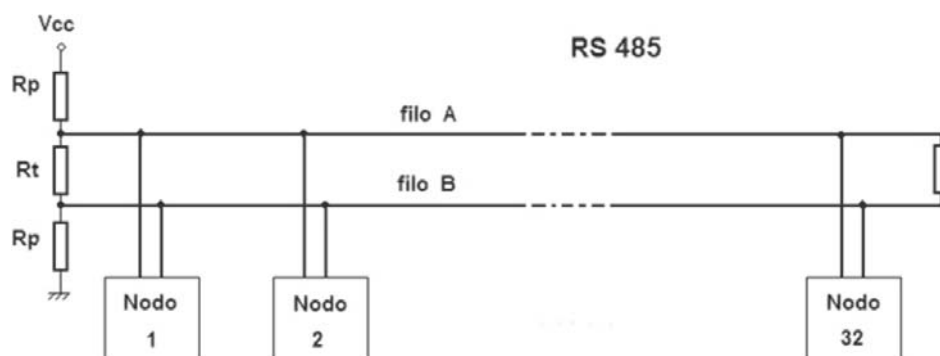 Vcc
RS 485
Rp
filo A
Rt
filo B
Rp
Nodo
1
Nodo
2
Nodo
32